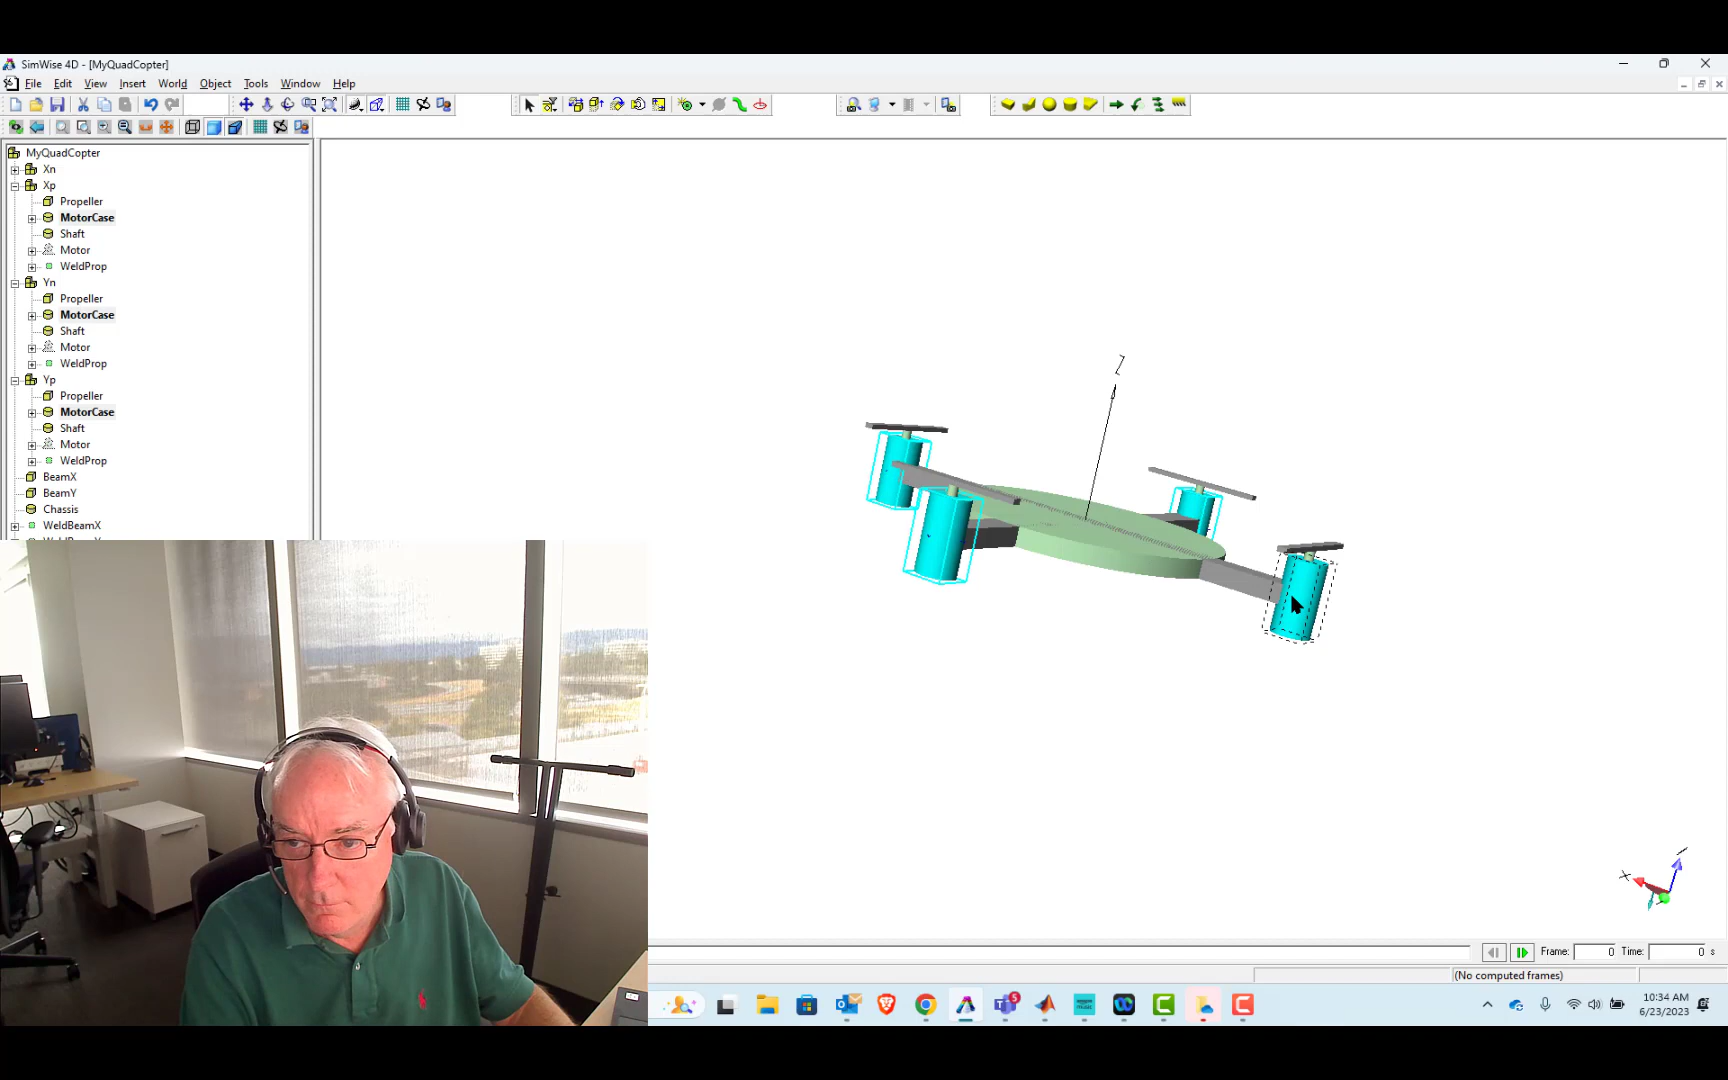 SimWise 4D - [MyQuadCopter]
File Edit View Insert World Object Tools Window Help
MyQuadCopter
Xn
Xp
Propeller
MotorCase
Shaft
Motor
WeldProp
Yn
Propeller
MotorCase
Shaft
Motor
WeldProp
Yp
Propeller
MotorCase
Shaft
Motor
WeldProp
BeamX
BeamY
Chassis
WeldBeamX
X
Frame: 0 Time: 0 s
(No computed frames)
5
10:34 AM
6/23/2023